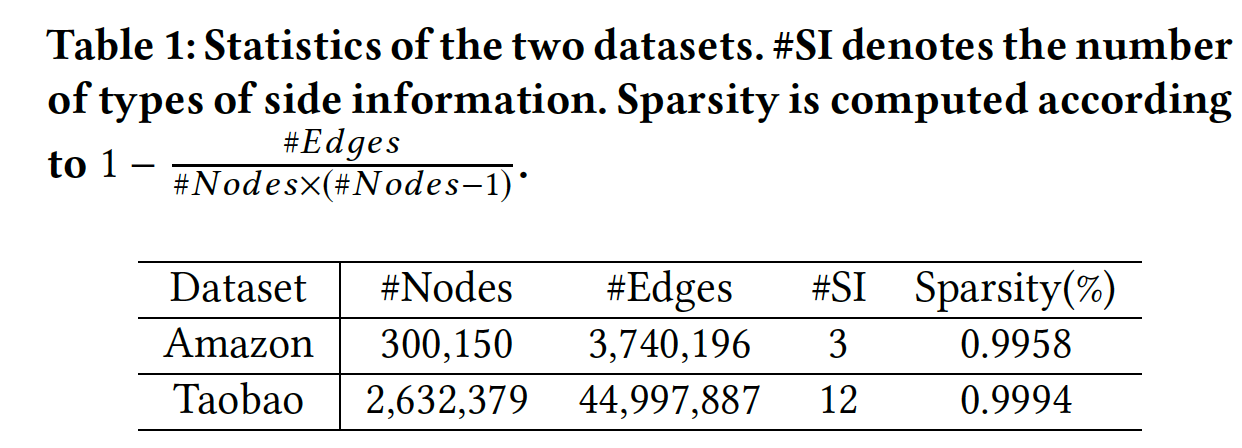 Table 1: Statistics of the two datasets. #SI denotes the number
of types of side information. Sparsity is computed according
to 1 − #Edges / #Nodes×(#Nodes−1) .
Dataset #Nodes #Edges #SI Sparsity(%)
Amazon 300,150 3,740,196 3 0.9958
Taobao 2,632,379 44,997,887 12 0.9994